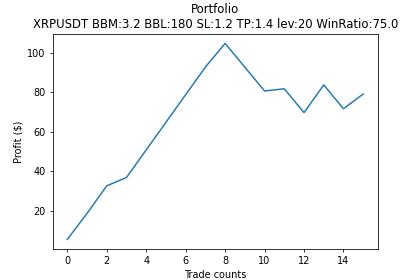 Portfolio
XRPUSDT BBM:3.2 BBL:180 SL:1.2 TP:1.4 lev:20 WinRatio:75.0
100
80
60
40
20
Profit ($)
0 2 4 6 8 10 12 14
Trade counts